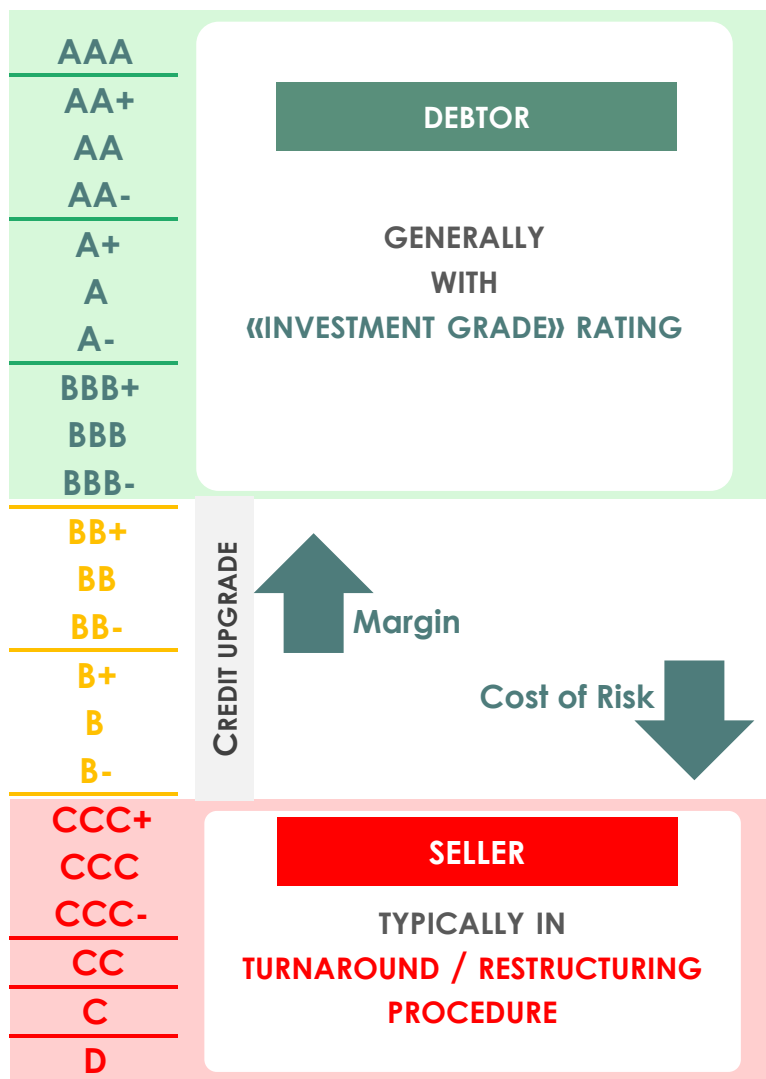 AAA
AA+
AA
AA-
A+
A
A-
BBB+
BBB
BBB-
BB+
BB
BB-
B+
B
B-
CCC+
CCC
CCC-
CC
C
D
DEBTOR
GENERALLY
WITH
«INVESTMENT GRADE» RATING
CREDIT UPGRADE
Margin
Cost of Risk
SELLER
TYPICALLY IN
TURNAROUND / RESTRUCTURING
PROCEDURE